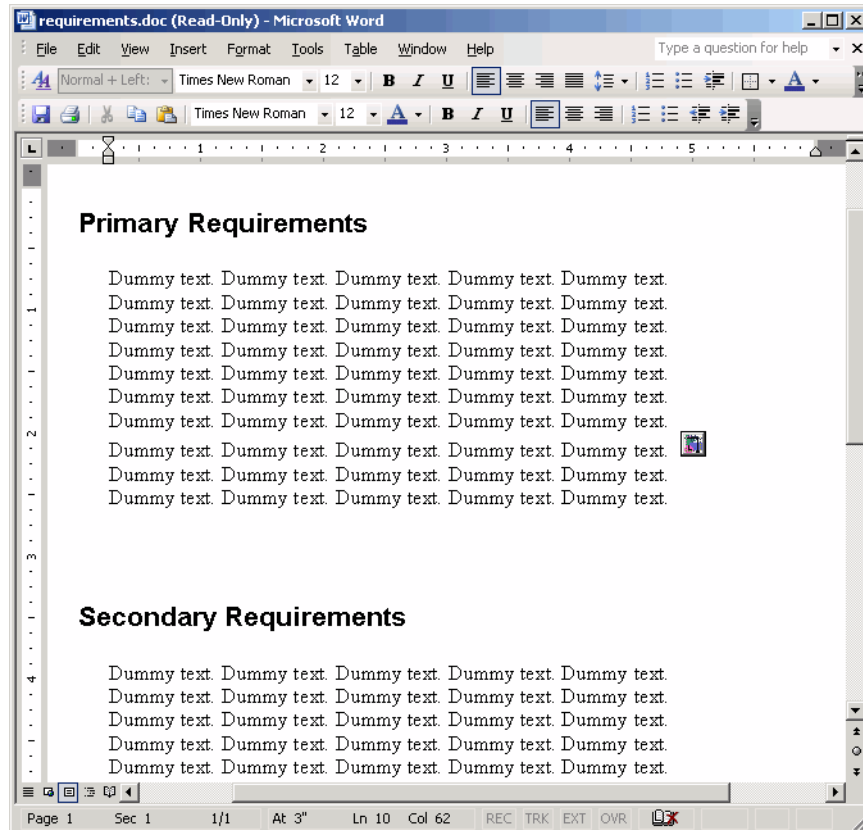 requirements.doc (Read-Only) - Microsoft Word
File Edit View Insert Format Tools Table Window Help Type a question for help
Normal + Left: Times New Roman 12 B I U A
Times New Roman 12 A B I U
L 1 2 3 4 5
Primary Requirements
Dummy text. Dummy text. Dummy text. Dummy text. Dummy text.
Dummy text. Dummy text. Dummy text. Dummy text. Dummy text.
1
Dummy text. Dummy text. Dummy text. Dummy text. Dummy text.
Dummy text. Dummy text. Dummy text. Dummy text. Dummy text.
Dummy text. Dummy text. Dummy text. Dummy text. Dummy text.
Dummy text. Dummy text. Dummy text. Dummy text. Dummy text.
Dummy text. Dummy text. Dummy text. Dummy text. Dummy text.
2
Dummy text. Dummy text. Dummy text. Dummy text. Dummy text.
Dummy text. Dummy text. Dummy text. Dummy text. Dummy text.
Dummy text. Dummy text. Dummy text. Dummy text. Dummy text.
3
Secondary Requirements
Dummy text. Dummy text. Dummy text. Dummy text. Dummy text.
4
Dummy text. Dummy text. Dummy text. Dummy text. Dummy text.
Dummy text. Dummy text. Dummy text. Dummy text. Dummy text.
Dummy text. Dummy text. Dummy text. Dummy text. Dummy text.
Dummy text. Dummy text. Dummy text. Dummy text. Dummy text.
Page 1 Sec 1 1/1 At 3" Ln 10 Col 62 REC TRK EXT OVR